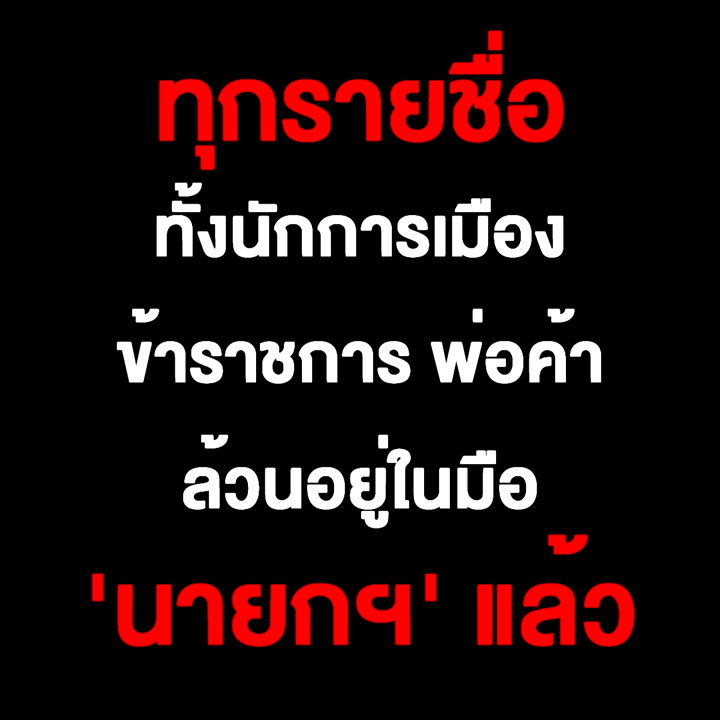 ทุกรายชื่อ
ทั้งนักการเมือง
ข้าราชการ พ่อค้า
ล้วนอยู่ในมือ
'นายกฯ' แล้ว